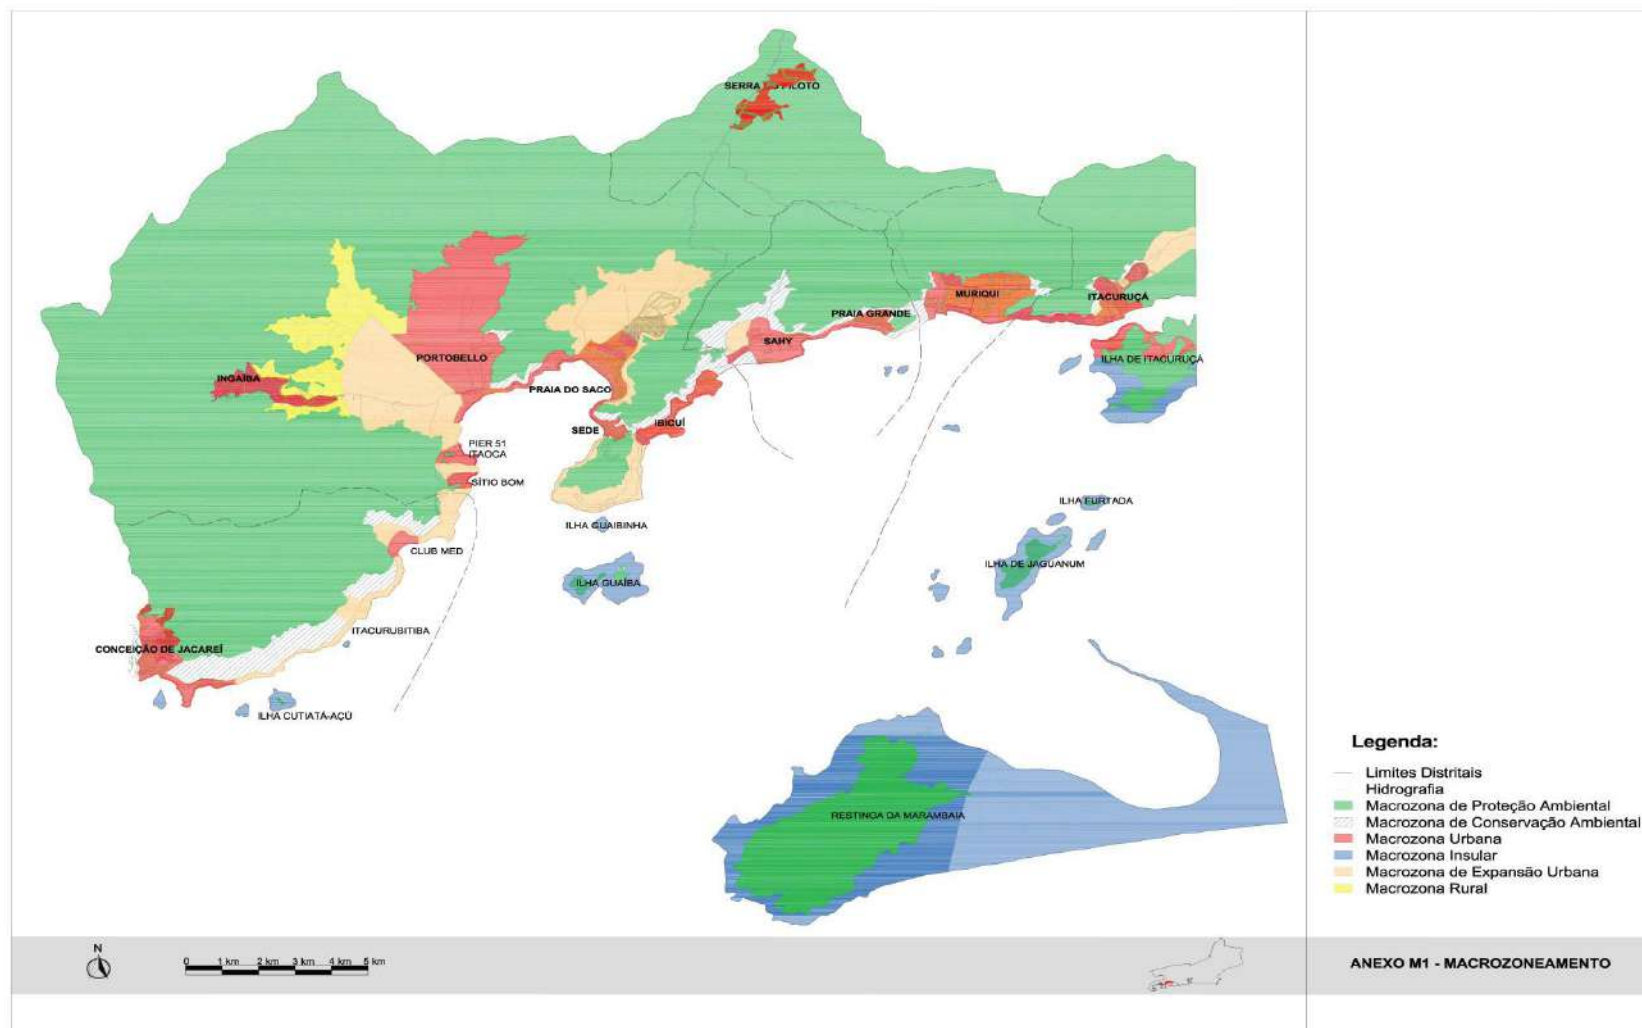 SERRA DO PILOTO
MURIQUI
ITACURUÇÁ
PRAIA GRANDE
SAHY
PORTOBELLO
ILHA DE ITACURUÇÁ
INGAÍBA
PRAIA DO SACO
SEDE
IBICUÍ
PIER 51
ITAOCA
SÍTIO BOM
ILHA FURTADA
ILHA GUAIBINHA
CLUB MED
ILHA DE JAGUANUM
ILHA GUAÍBA
ITACURUBITIBA
CONCEIÇÃO DE JACAREÍ
ILHA CUTIATÁ-AÇÚ
RESTINGA DA MARAMBAIA
Legenda:
Limites Distritais
Hidrografia
Macrozona de Proteção Ambiental
Macrozona de Conservação Ambiental
Macrozona Urbana
Macrozona Insular
Macrozona de Expansão Urbana
Macrozona Rural
N
0 1 km 2 km 3 km 4 km 5 km
ANEXO M1 - MACROZONEAMENTO